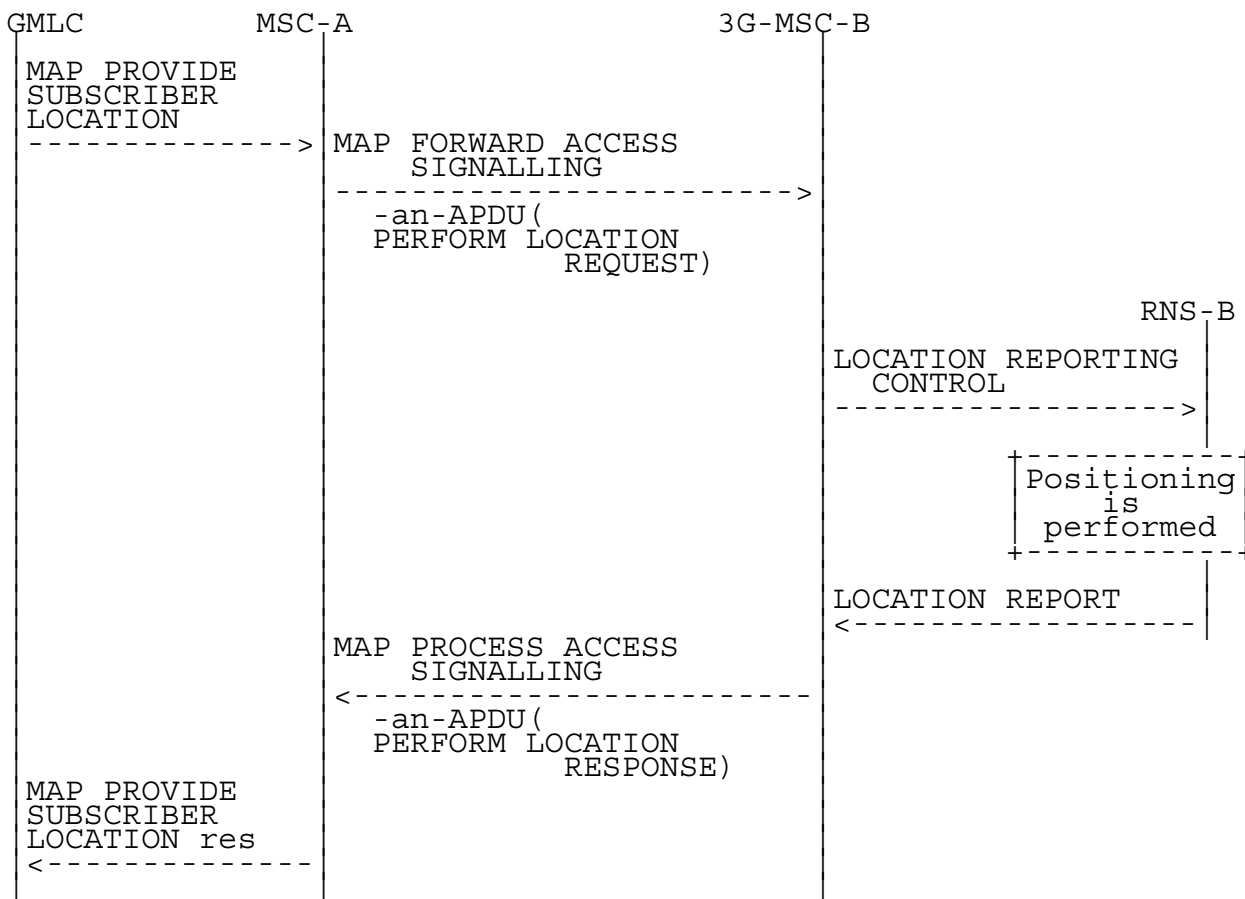 GMLC MSC-A 3G-MSC-B
MAP PROVIDE
SUBSCRIBER
LOCATION
MAP FORWARD ACCESS
SIGNALLING
-an-APDU(
PERFORM LOCATION
REQUEST)
RNS-B
LOCATION REPORTING
CONTROL
Positioning
is
performed
LOCATION REPORT
MAP PROCESS ACCESS
SIGNALLING
-an-APDU(
PERFORM LOCATION
RESPONSE)
MAP PROVIDE
SUBSCRIBER
LOCATION res